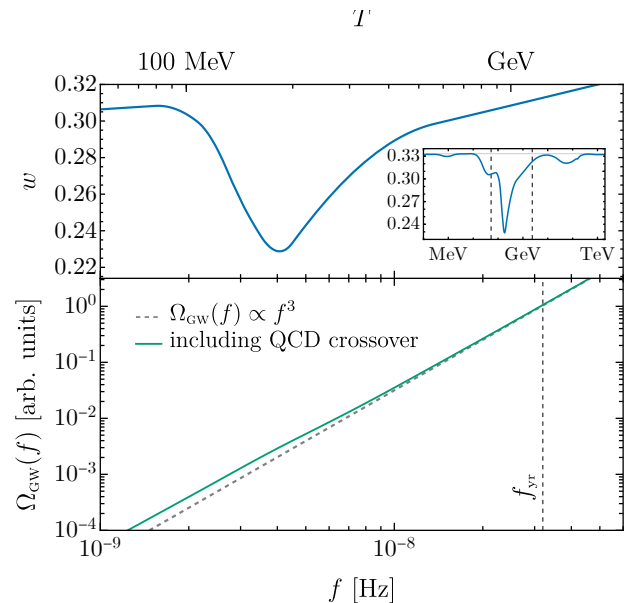 T
100 MeV GeV
0.32
0.30
0.28
0.26
0.24
0.22
w
0.33
0.30
0.24
MeV GeV TeV
10⁰
10⁻¹
10⁻²
10⁻³
10⁻⁴
Ω_GW(f) [arb. units]
Ω_GW(f) ∝ f³
including QCD crossover
f_yr
10⁻⁹ 10⁻⁸
f [Hz]